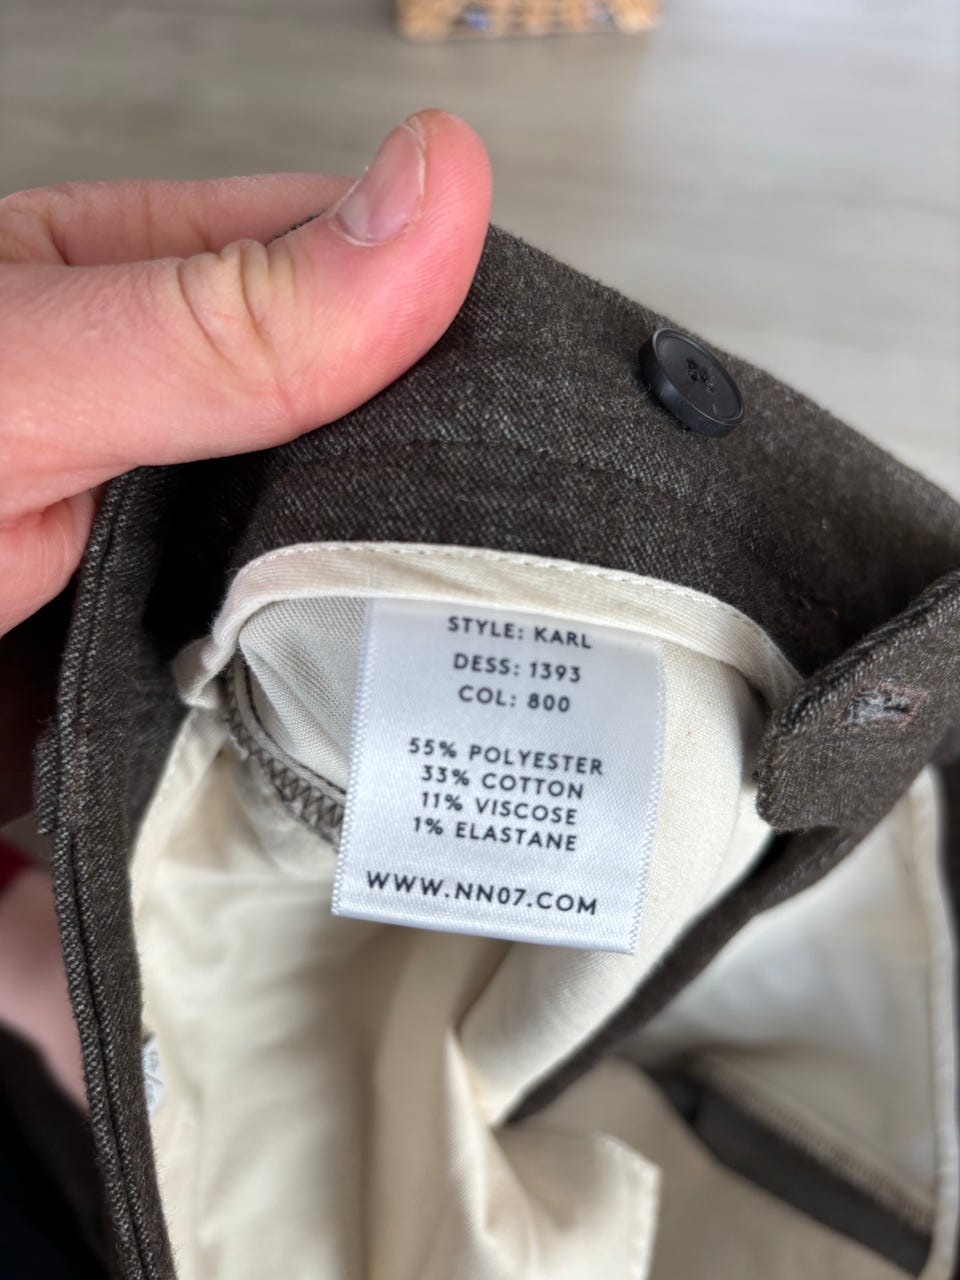 STYLE: KARL
DESS: 1393
COL: 800
55% POLYESTER
33% COTTON
11% VISCOSE
1% ELASTANE
WWW.NN07.COM